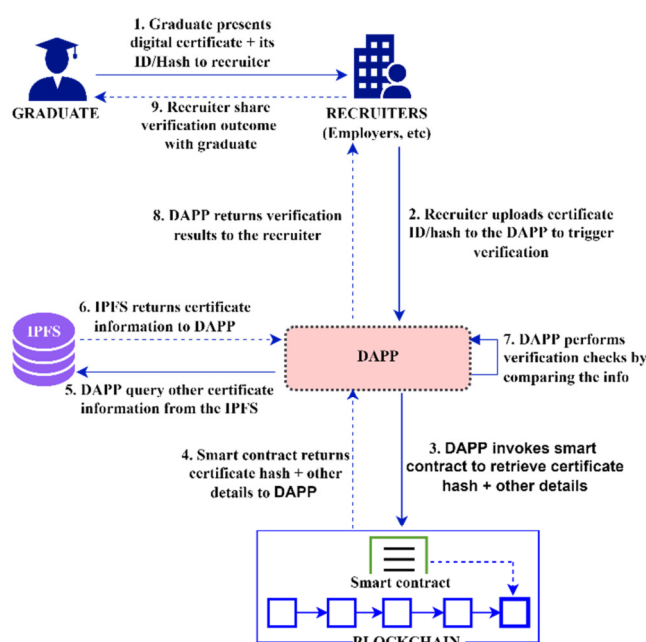 1. Graduate presents
digital certificate + its
ID/Hash to recruiter
GRADUATE
9. Recruiter share
verification outcome
with graduate
RECRUITERS
(Employers, etc)
8. DAPP returns verification
results to the recruiter
2. Recruiter uploads certificate
ID/hash to the DAPP to trigger
verification
6. IPFS returns certificate
information to DAPP
IPFS
DAPP
7. DAPP performs
verification checks by
comparing the info
5. DAPP query other certificate
information from the IPFS
4. Smart contract returns
certificate hash + other
details to DAPP
3. DAPP invokes smart
contract to retrieve certificate
hash + other details
Smart contract
BLOCKCHAIN